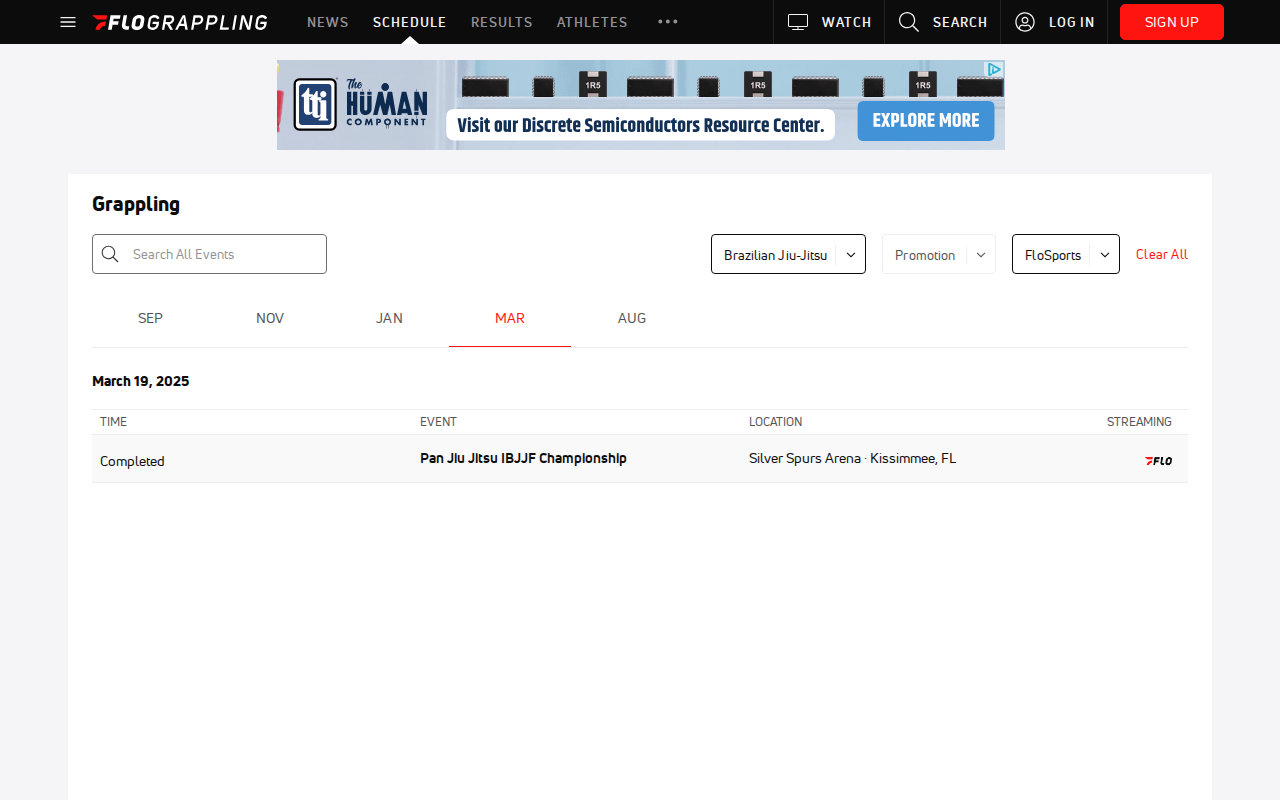 FLOGRAPPLING NEWS SCHEDULE RESULTS ATHLETES WATCH SEARCH LOG IN SIGN UP
tti The HUMAN COMPONENT
1R5 1R5 1R5
Visit our Discrete Semiconductors Resource Center. EXPLORE MORE
Grappling
Search All Events Brazilian Jiu-Jitsu Promotion FloSports Clear All
SEP NOV JAN MAR AUG
March 19, 2025
TIME EVENT LOCATION STREAMING
Completed Pan Jiu Jitsu IBJJF Championship Silver Spurs Arena · Kissimmee, FL FLO